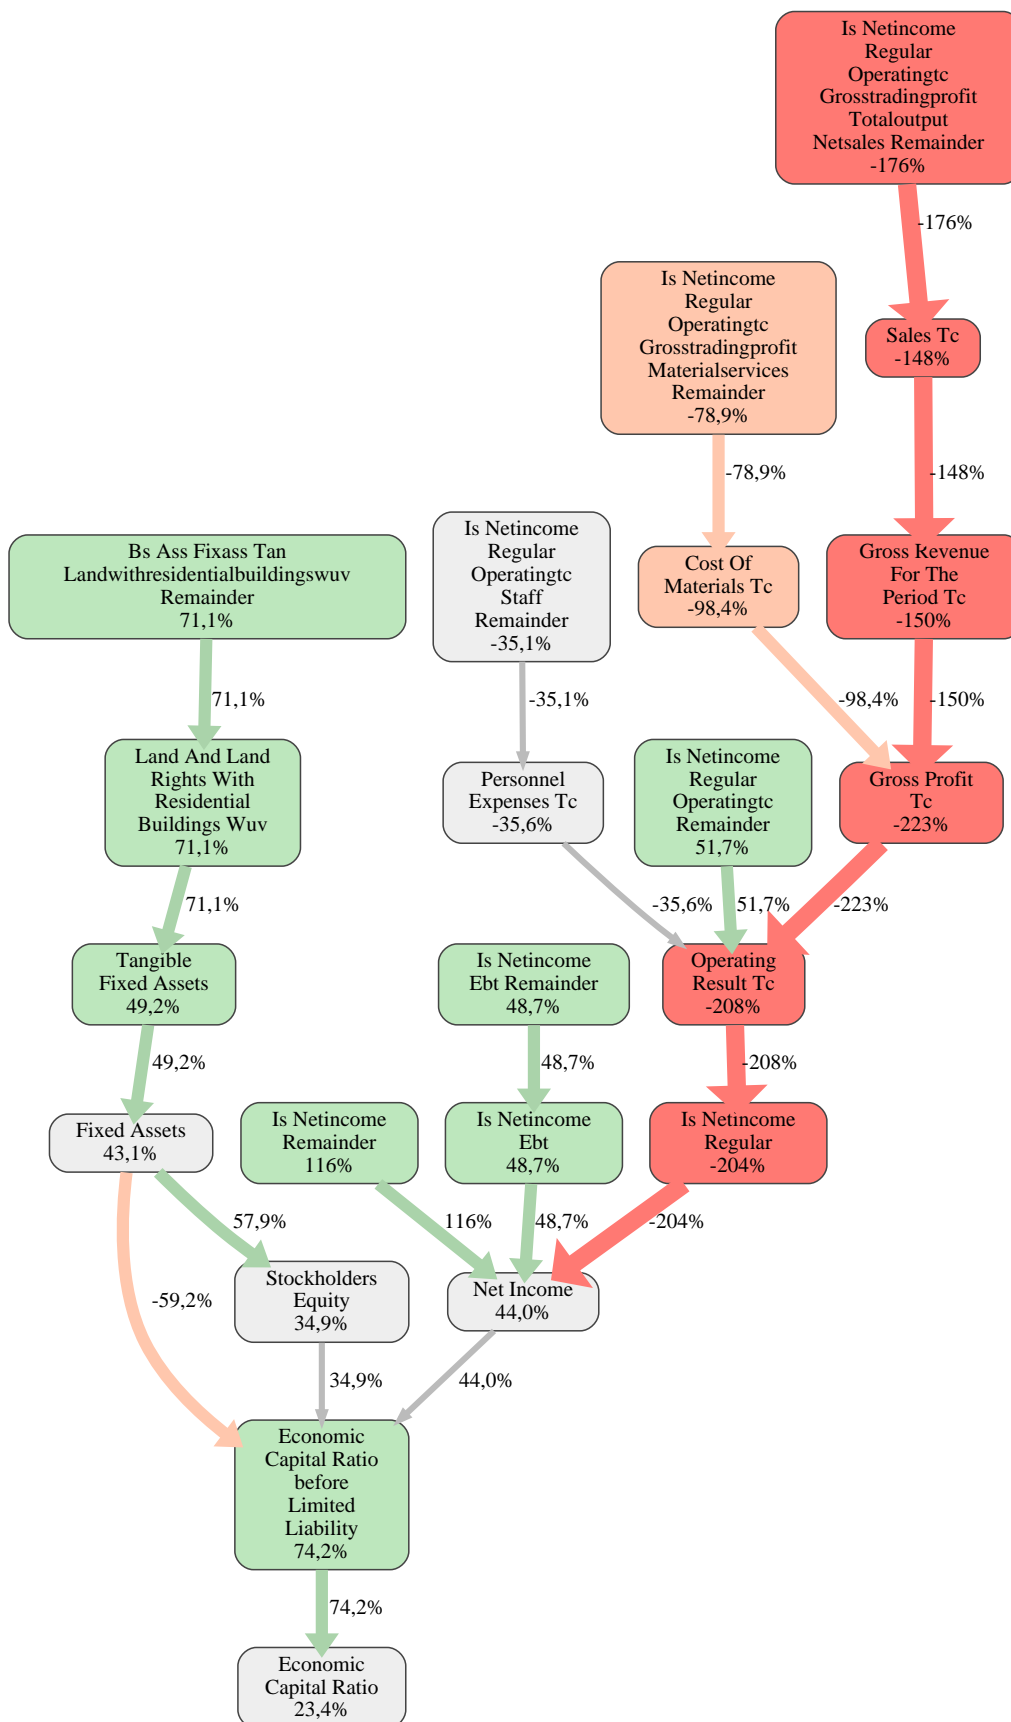 Is Netincome
Regular
Operatingtc
Grosstradingprofit
Totaloutput
Netsales Remainder
-176%
-176%
Is Netincome
Regular
Operatingtc
Grosstradingprofit
Materialservices
Remainder
-78,9%
Sales Tc
-148%
-78,9%
-148%
Bs Ass Fixass Tan
Landwithresidentialbuildingswuv
Remainder
71,1%
Is Netincome
Regular
Operatingtc
Staff
Remainder
-35,1%
Cost Of
Materials Tc
-98,4%
Gross Revenue
For The
Period Tc
-150%
71,1%
-35,1%
-98,4%
-150%
Land And Land
Rights With
Residential
Buildings Wuv
71,1%
Personnel
Expenses Tc
-35,6%
Is Netincome
Regular
Operatingtc
Remainder
51,7%
Gross Profit
Tc
-223%
71,1%
-35,6%
51,7%
-223%
Tangible
Fixed Assets
49,2%
Is Netincome
Ebt Remainder
48,7%
Operating
Result Tc
-208%
49,2%
48,7%
-208%
Fixed Assets
43,1%
Is Netincome
Remainder
116%
Is Netincome
Ebt
48,7%
Is Netincome
Regular
-204%
57,9%
116%
48,7%
-204%
-59,2%
Stockholders
Equity
34,9%
Net Income
44,0%
34,9%
44,0%
Economic
Capital Ratio
before
Limited
Liability
74,2%
74,2%
Economic
Capital Ratio
23,4%